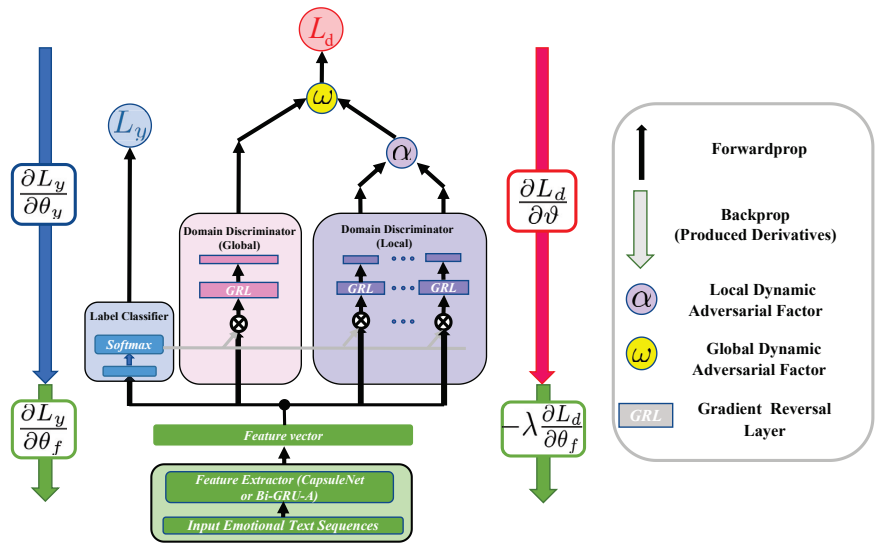 L_d
ω
L_y
α
∂L_y
∂θ_y
∂L_d
∂ϑ
Domain Discriminator
(Global)
GRL
Domain Discriminator
(Local)
GRL
GRL
Label Classifier
Softmax
∂L_y
∂θ_f
−λ ∂L_d
∂θ_f
Feature vector
Feature Extractor (CapsuleNet
or Bi-GRU-A)
Input Emotional Text Sequences
Forwardprop
Backprop
(Produced Derivatives)
α
Local Dynamic
Adversarial Factor
ω
Global Dynamic
Adversarial Factor
GRL
Gradient Reversal
Layer